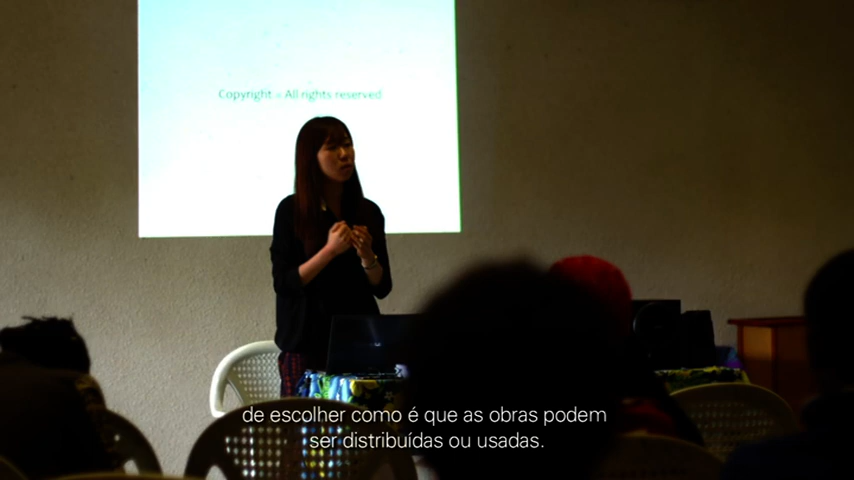 Copyright - All rights reserved
de escolher como é que as obras podem
ser distribuídas ou usadas.